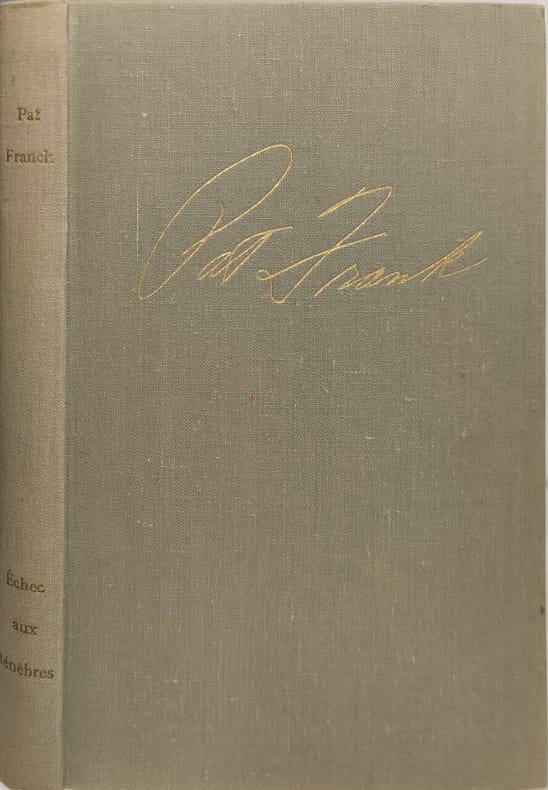 Pat
Franck
Échec
aux
Ténèbres
Pat Frank